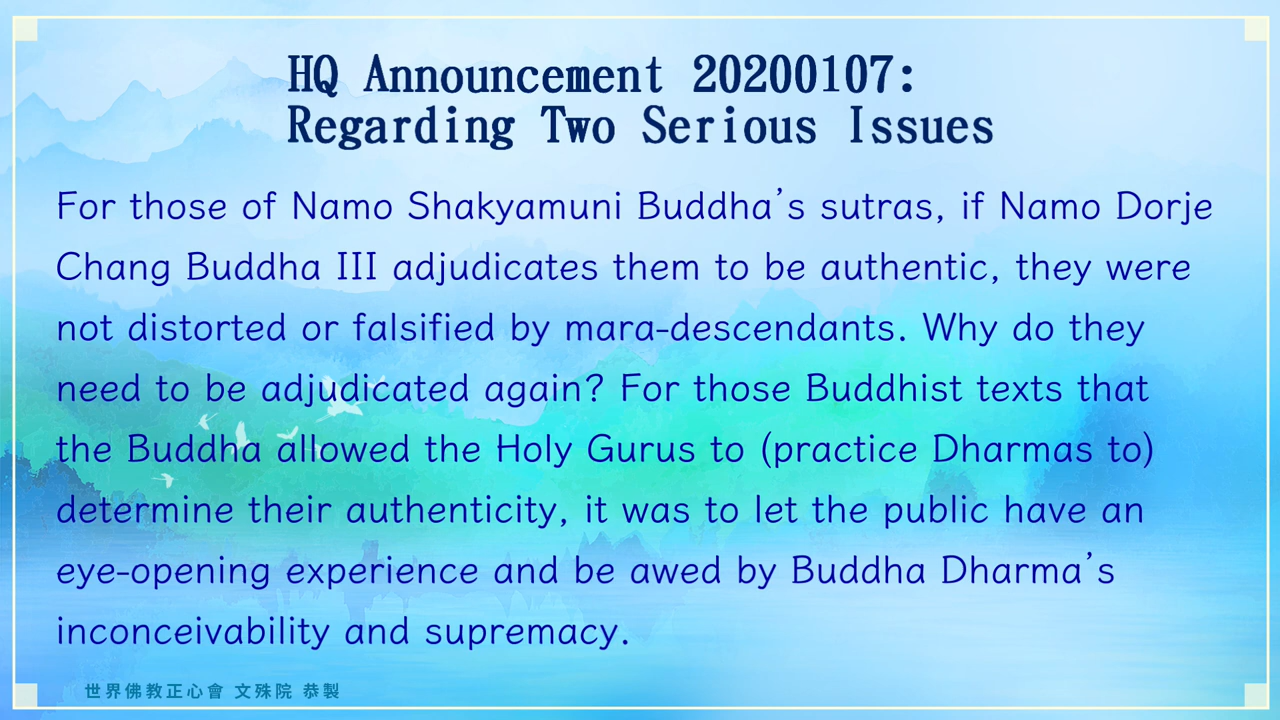 HQ Announcement 20200107:
Regarding Two Serious Issues
For those of Namo Shakyamuni Buddha's sutras, if Namo Dorje
Chang Buddha III adjudicates them to be authentic, they were
not distorted or falsified by mara-descendants. Why do they
need to be adjudicated again? For those Buddhist texts that
the Buddha allowed the Holy Gurus to (practice Dharmas to)
determine their authenticity, it was to let the public have an
eye-opening experience and be awed by Buddha Dharma's
inconceivability and supremacy.
世界佛教正心會 文殊院 恭製